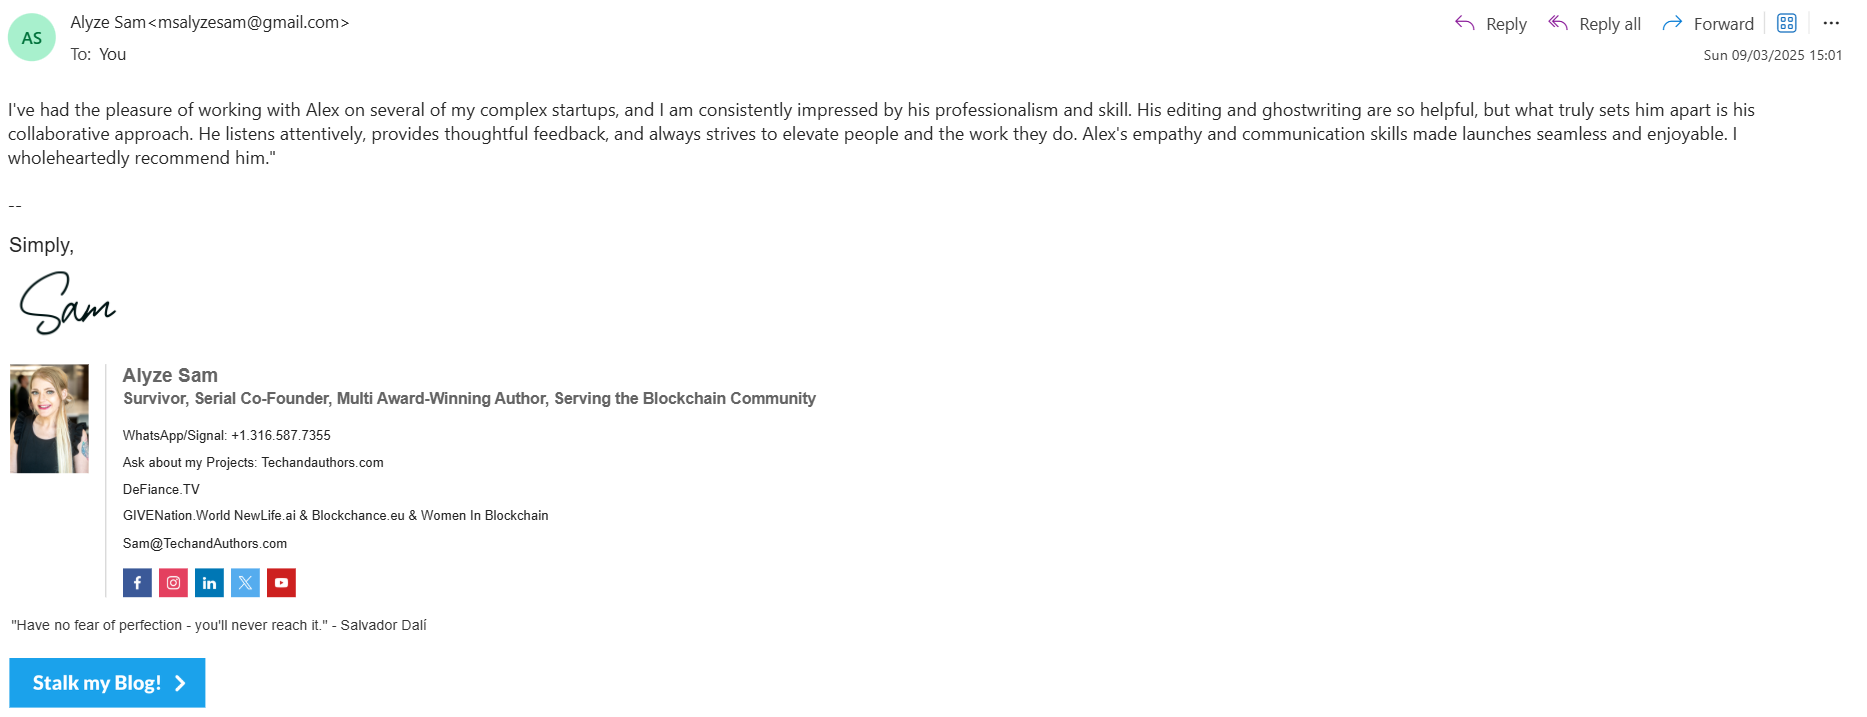 AS
Alyze Sam<msalyzesam@gmail.com>
To: You
Reply
Reply all
Forward
Sun 09/03/2025 15:01
I've had the pleasure of working with Alex on several of my complex startups, and I am consistently impressed by his professionalism and skill. His editing and ghostwriting are so helpful, but what truly sets him apart is his
collaborative approach. He listens attentively, provides thoughtful feedback, and always strives to elevate people and the work they do. Alex's empathy and communication skills made launches seamless and enjoyable. I
wholeheartedly recommend him."
--
Simply,
Sam
Alyze Sam
Survivor, Serial Co-Founder, Multi Award-Winning Author, Serving the Blockchain Community
WhatsApp/Signal: +1.316.587.7355
Ask about my Projects: Techandauthors.com
DeFiance.TV
GIVENation.World NewLife.ai & Blockchance.eu & Women In Blockchain
Sam@TechandAuthors.com
"Have no fear of perfection - you'll never reach it." - Salvador Dalí
Stalk my Blog!